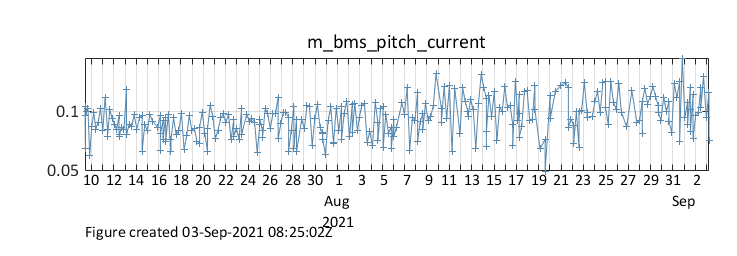 m_bms_pitch_current
0.1
0.05
10 12 14 16 18 20 22 24 26 28 30 1 3 5 7 9 11 13 15 17 19 21 23 25 27 29 31 2
Aug Sep
2021
Figure created 03-Sep-2021 08:25:02Z